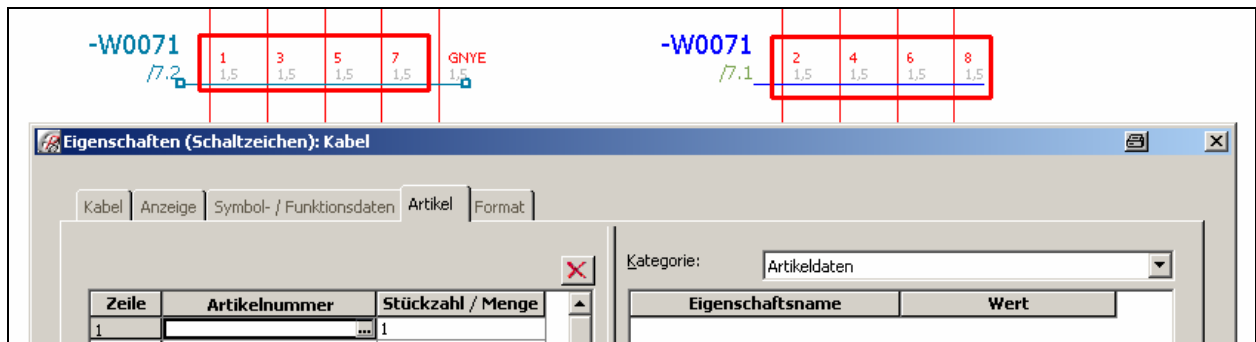 -W0071
/7.2
1 3 5 7 GNYE
1,5 1,5 1,5 1,5 1,5
-W0071
/7.1
2 4 6 8
1,5 1,5 1,5 1,5
Eigenschaften (Schaltzeichen): Kabel
Kabel Anzeige Symbol- / Funktionsdaten Artikel Format
Kategorie: Artikeldaten
Zeile Artikelnummer Stückzahl / Menge
1 ... 1
Eigenschaftsname Wert